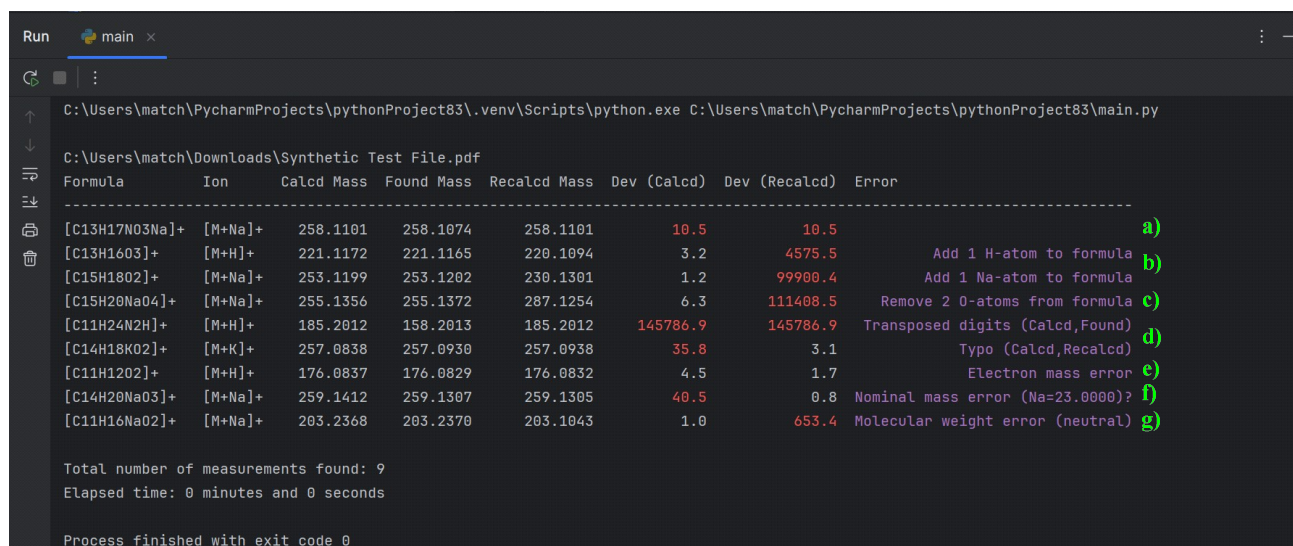 Run main ×
C:\Users\match\PycharmProjects\pythonProject83\.venv\Scripts\python.exe C:\Users\match\PycharmProjects\pythonProject83\main.py
C:\Users\match\Downloads\Synthetic Test File.pdf
Formula Ion Calcd Mass Found Mass Recalcd Mass Dev (Calcd) Dev (Recalcd) Error
------------------------------------------------------------------------------------------------------------------------
[C13H17NO3Na]+ [M+Na]+ 258.1101 258.1074 258.1101 10.5 10.5 a)
[C13H16O3]+ [M+H]+ 221.1172 221.1165 220.1094 3.2 4575.5 Add 1 H-atom to formula
b)
[C15H18O2]+ [M+Na]+ 253.1199 253.1202 230.1301 1.2 99900.4 Add 1 Na-atom to formula
[C15H20NaO4]+ [M+Na]+ 255.1356 255.1372 287.1254 6.3 111408.5 Remove 2 O-atoms from formula c)
[C11H24N2H]+ [M+H]+ 185.2012 158.2013 185.2012 145786.9 145786.9 Transposed digits (Calcd,Found)
d)
[C14H18KO2]+ [M+K]+ 257.0838 257.0930 257.0938 35.8 3.1 Typo (Calcd,Recalcd)
[C11H12O2]+ [M+H]+ 176.0837 176.0829 176.0832 4.5 1.7 Electron mass error e)
[C14H20NaO3]+ [M+Na]+ 259.1412 259.1307 259.1305 40.5 0.8 Nominal mass error (Na=23.0000)? f)
[C11H16NaO2]+ [M+Na]+ 203.2368 203.2370 203.1043 1.0 653.4 Molecular weight error (neutral) g)
Total number of measurements found: 9
Elapsed time: 0 minutes and 0 seconds
Process finished with exit code 0